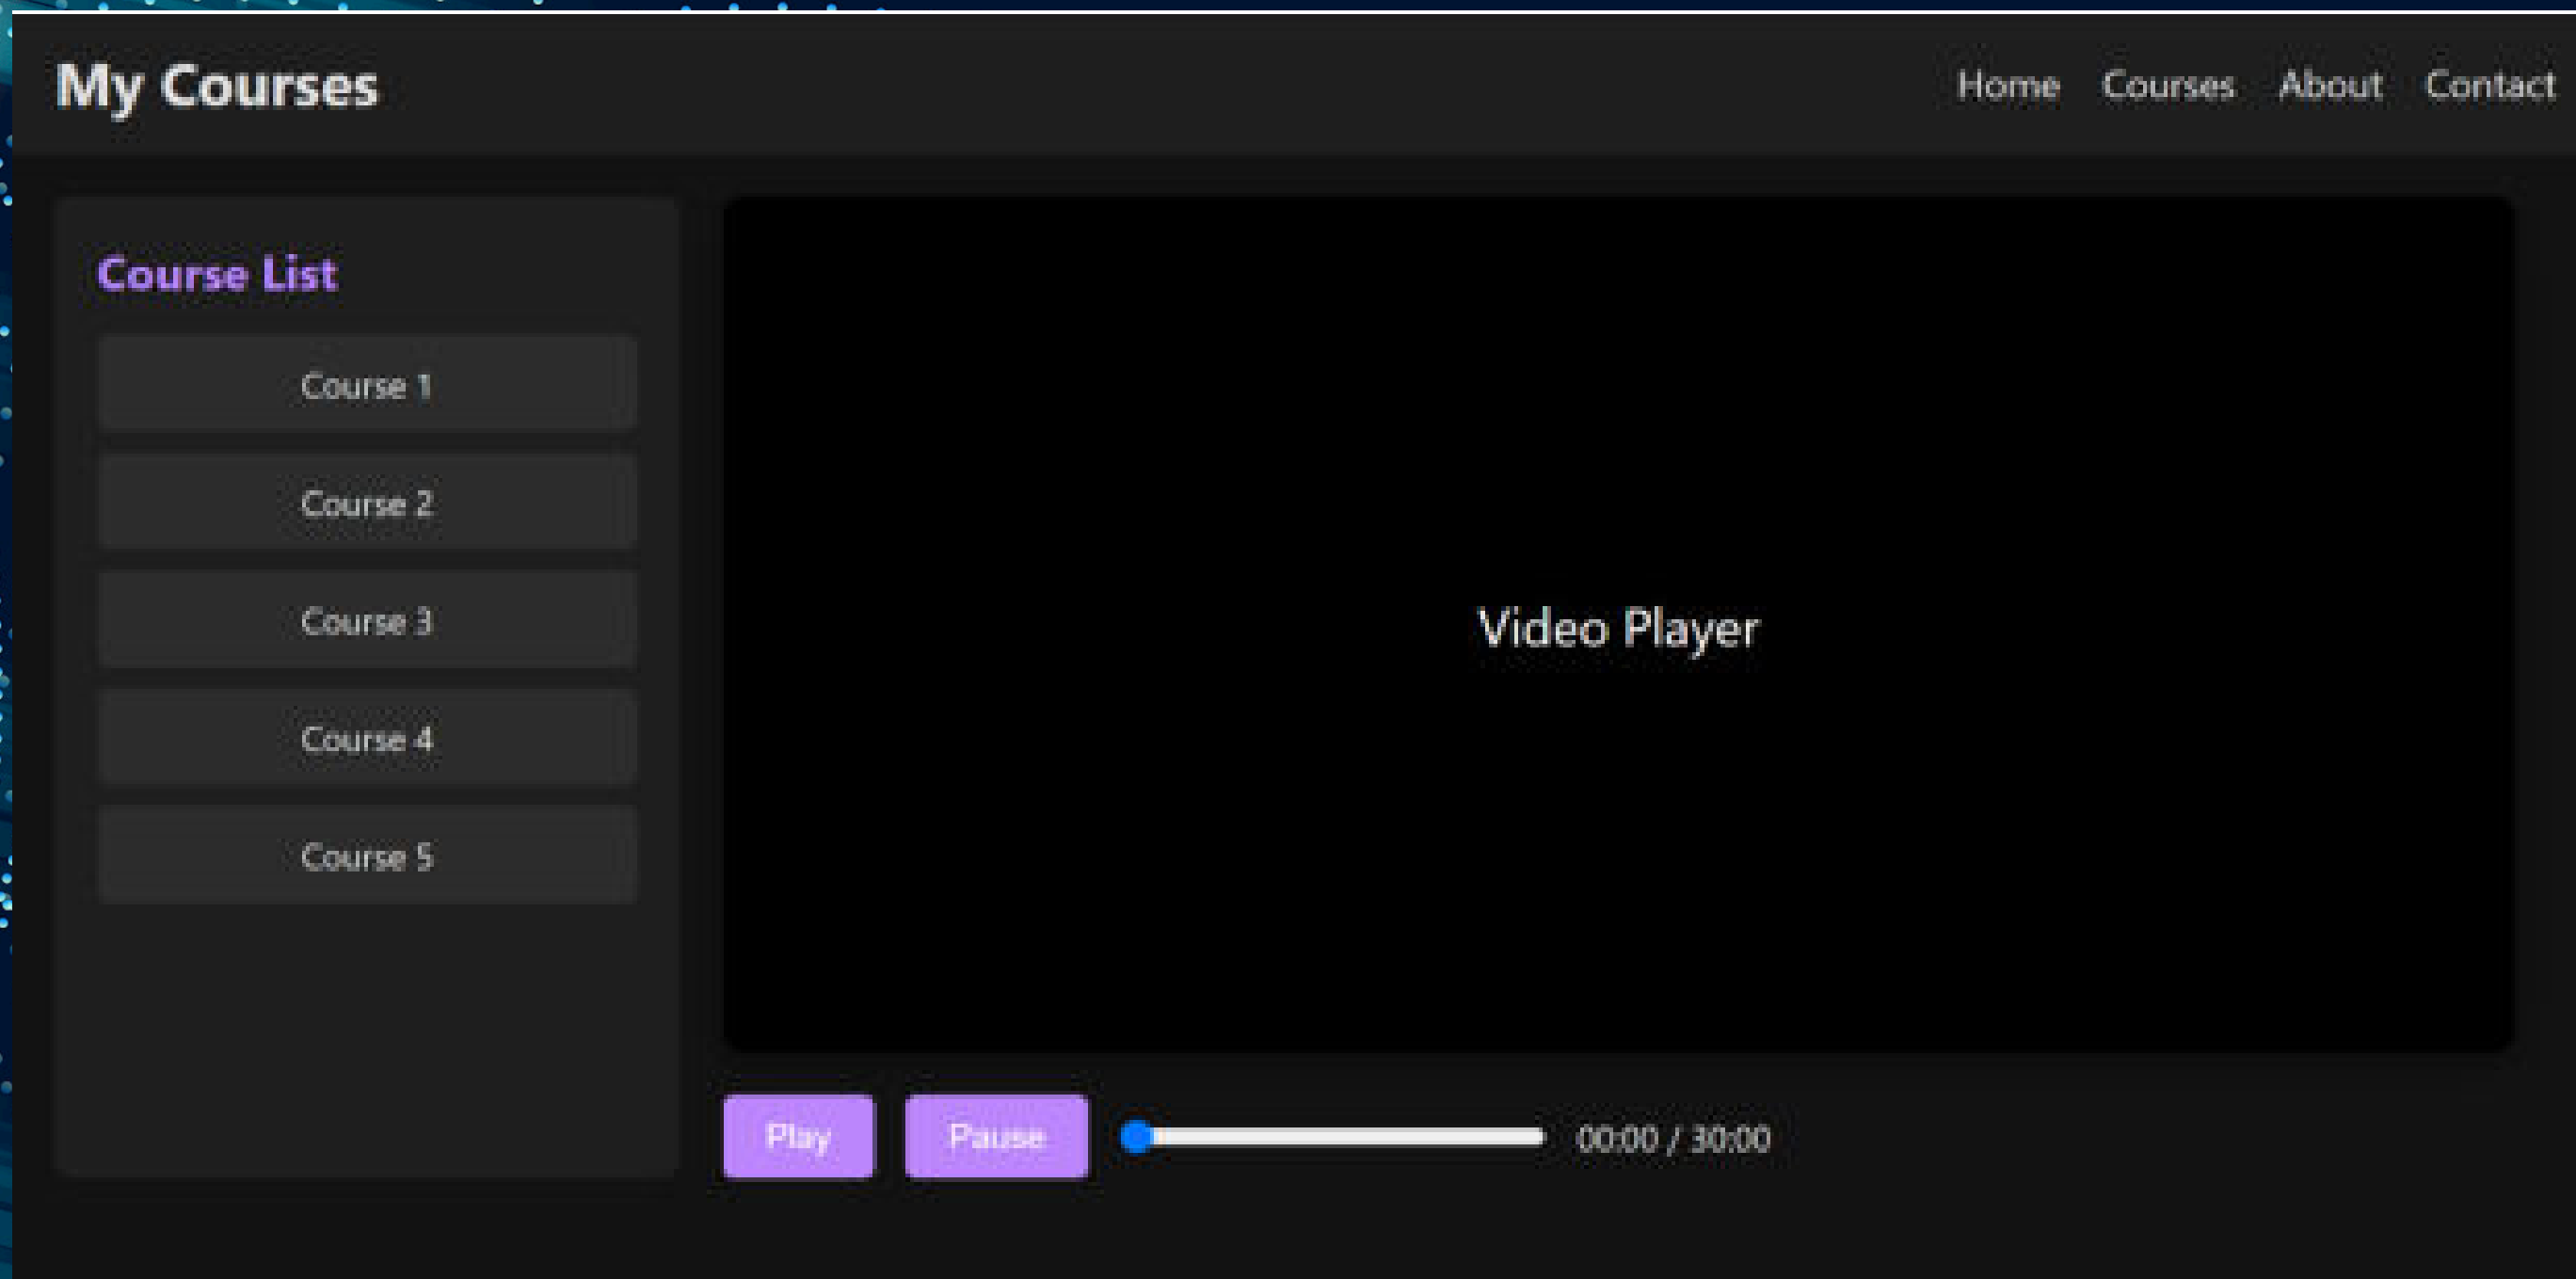 My Courses
Home Courses About Contact
Course List
Course 1
Course 2
Course 3
Course 4
Course 5
Video Player
Play Pause 00:00 / 30:00